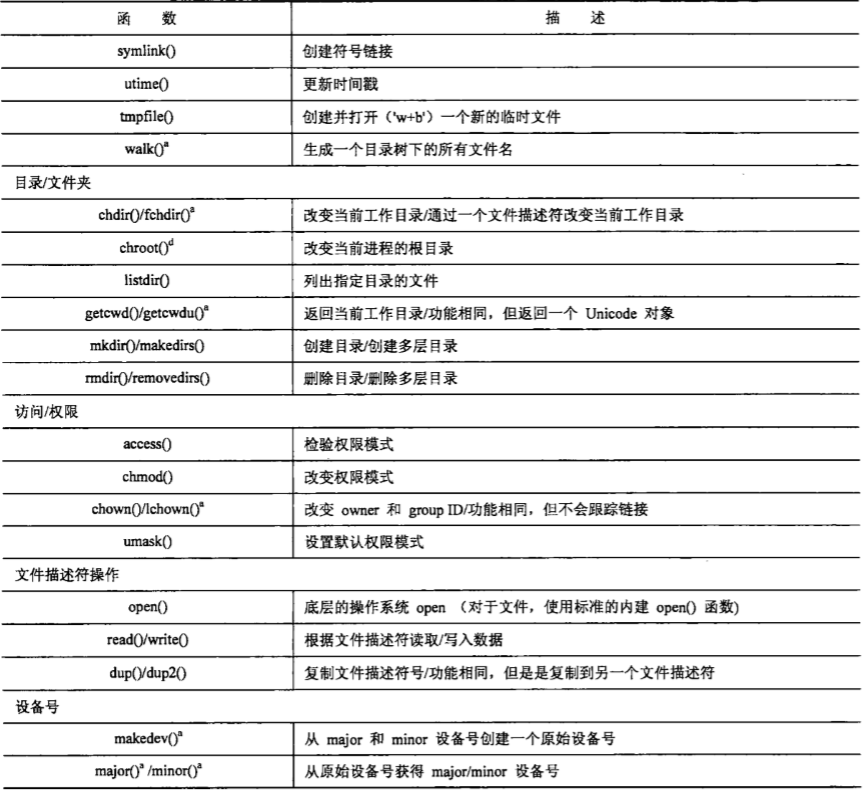 函 数 描 述
symlink() 创建符号链接
utime() 更新时间戳
tmpfile() 创建并打开（'w+b'）一个新的临时文件
walk()a 生成一个目录树下的所有文件名
目录/文件夹
chdir()/fchdir()a 改变当前工作目录/通过一个文件描述符改变当前工作目录
chroot()d 改变当前进程的根目录
listdir() 列出指定目录的文件
getcwd()/getcwdu()a 返回当前工作目录/功能相同，但返回一个 Unicode 对象
mkdir()/makedirs() 创建目录/创建多层目录
rmdir()/removedirs() 删除目录/删除多层目录
访问/权限
access() 检验权限模式
chmod() 改变权限模式
chown()/lchown()a 改变 owner 和 group ID/功能相同，但不会跟踪链接
umask() 设置默认权限模式
文件描述符操作
open() 底层的操作系统 open （对于文件，使用标准的内建 open() 函数)
read()/write() 根据文件描述符读取/写入数据
dup()/dup2() 复制文件描述符号/功能相同，但是是复制到另一个文件描述符
设备号
makedev()a 从 major 和 minor 设备号创建一个原始设备号
major()a /minor()a 从原始设备号获得 major/minor 设备号